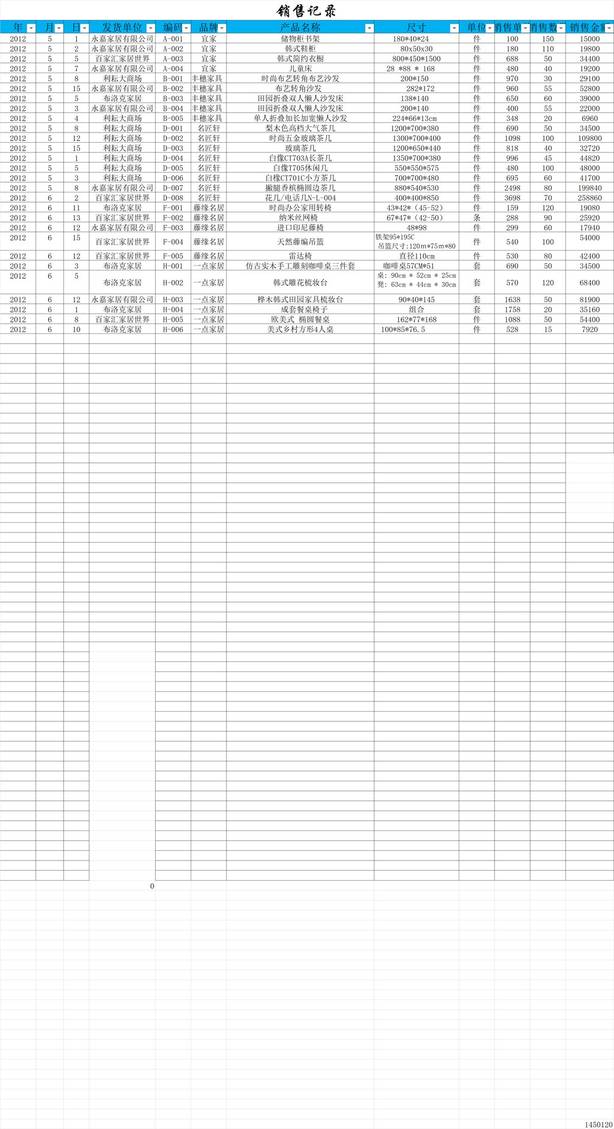 销售记录
年 月 日 发货单位 编码 品牌 产品名称 尺寸 单位 销售单 销售数 销售金
2012 5 1 永嘉家居有限公司 A-001 宜家 储物柜书架 180*40*24 件 100 150 15000
2012 5 2 永嘉家居有限公司 A-002 宜家 韩式鞋柜 80x50x30 件 180 110 19800
2012 5 5 百家汇家居世界 A-003 宜家 韩式简约衣橱 800*450*1500 件 688 50 34400
2012 5 7 永嘉家居有限公司 A-004 宜家 儿童床 28 *88 * 168 件 480 40 19200
2012 5 8 利耘大商场 B-001 丰穗家具 时尚布艺转角布艺沙发 200*150 件 970 30 29100
2012 5 15 永嘉家居有限公司 B-002 丰穗家具 布艺转角沙发 282*172 件 960 55 52800
2012 5 5 布洛克家居 B-003 丰穗家具 田园折叠双人懒人沙发床 138*140 件 650 60 39000
2012 5 3 永嘉家居有限公司 B-004 丰穗家具 田园折叠双人懒人沙发 200*140 件 400 55 22000
2012 5 4 利耘大商场 B-005 丰穗家具 单人折叠加长加宽懒人沙发 224*66*13cm 件 348 20 6960
2012 5 8 利耘大商场 D-001 名匠轩 梨木色高档大气茶几 1200*700*380 件 690 50 34500
2012 5 12 利耘大商场 D-002 名匠轩 时尚五金玻璃茶几 1300*700*400 件 1098 100 109800
2012 5 15 利耘大商场 D-003 名匠轩 玻璃茶几 1200*650*440 件 818 40 32720
2012 5 1 利耘大商场 D-004 名匠轩 白橡CT703A长茶几 1350*700*380 件 996 45 44820
2012 5 5 利耘大商场 D-005 名匠轩 白橡T705休闲几 550*550*575 件 480 100 48000
2012 5 3 利耘大商场 D-006 名匠轩 白橡CT701C小方茶几 700*700*480 件 695 60 41700
2012 5 8 永嘉家居有限公司 D-007 名匠轩 搬腿香槟椭圆边茶几 880*540*530 件 2498 80 199840
2012 6 2 百家汇家居世界 D-008 名匠轩 花几/电话几N-L-004 400*400*850 件 3698 70 258860
2012 6 11 布洛克家居 F-001 藤缘名居 时尚办公家用转椅 43*42*（45-52） 件 159 120 19080
2012 6 13 百家汇家居世界 F-002 藤缘名居 纳米丝网椅 67*47*（42-50） 条 288 90 25920
2012 6 12 永嘉家居有限公司 F-003 藤缘名居 进口印尼藤椅 48*98 件 299 60 17940
2012 6 15 百家汇家居世界 F-004 藤缘名居 天然藤编吊篮 铁架95*195C 件 540 100 54000
吊篮尺寸:120m*75m*80
2012 6 12 百家汇家居世界 F-005 藤缘名居 雷达椅 直径110cm 件 530 80 42400
2012 6 3 布洛克家居 H-001 一点家居 仿古实木手工雕刻咖啡桌三件套 咖啡桌57CM*51 套 690 50 34500
2012 6 5 布洛克家居 H-002 一点家居 韩式雕花梳妆台 桌: 90cm * 52cm * 25cm 套 570 120 68400
凳: 63cm * 44cm * 30cm
2012 6 12 永嘉家居有限公司 H-003 一点家居 桦木韩式田园家具梳妆台 90*40*145 套 1638 50 81900
2012 6 1 布洛克家居 H-004 一点家居 成套餐桌椅子 组合 套 1758 20 35160
2012 6 8 百家汇家居世界 H-005 一点家居 欧美式 椭圆餐桌 162*77*168 件 1088 50 54400
2012 6 10 布洛克家居 H-006 一点家居 美式乡村方形4人桌 100*85*76.5 件 528 15 7920
0
1450120